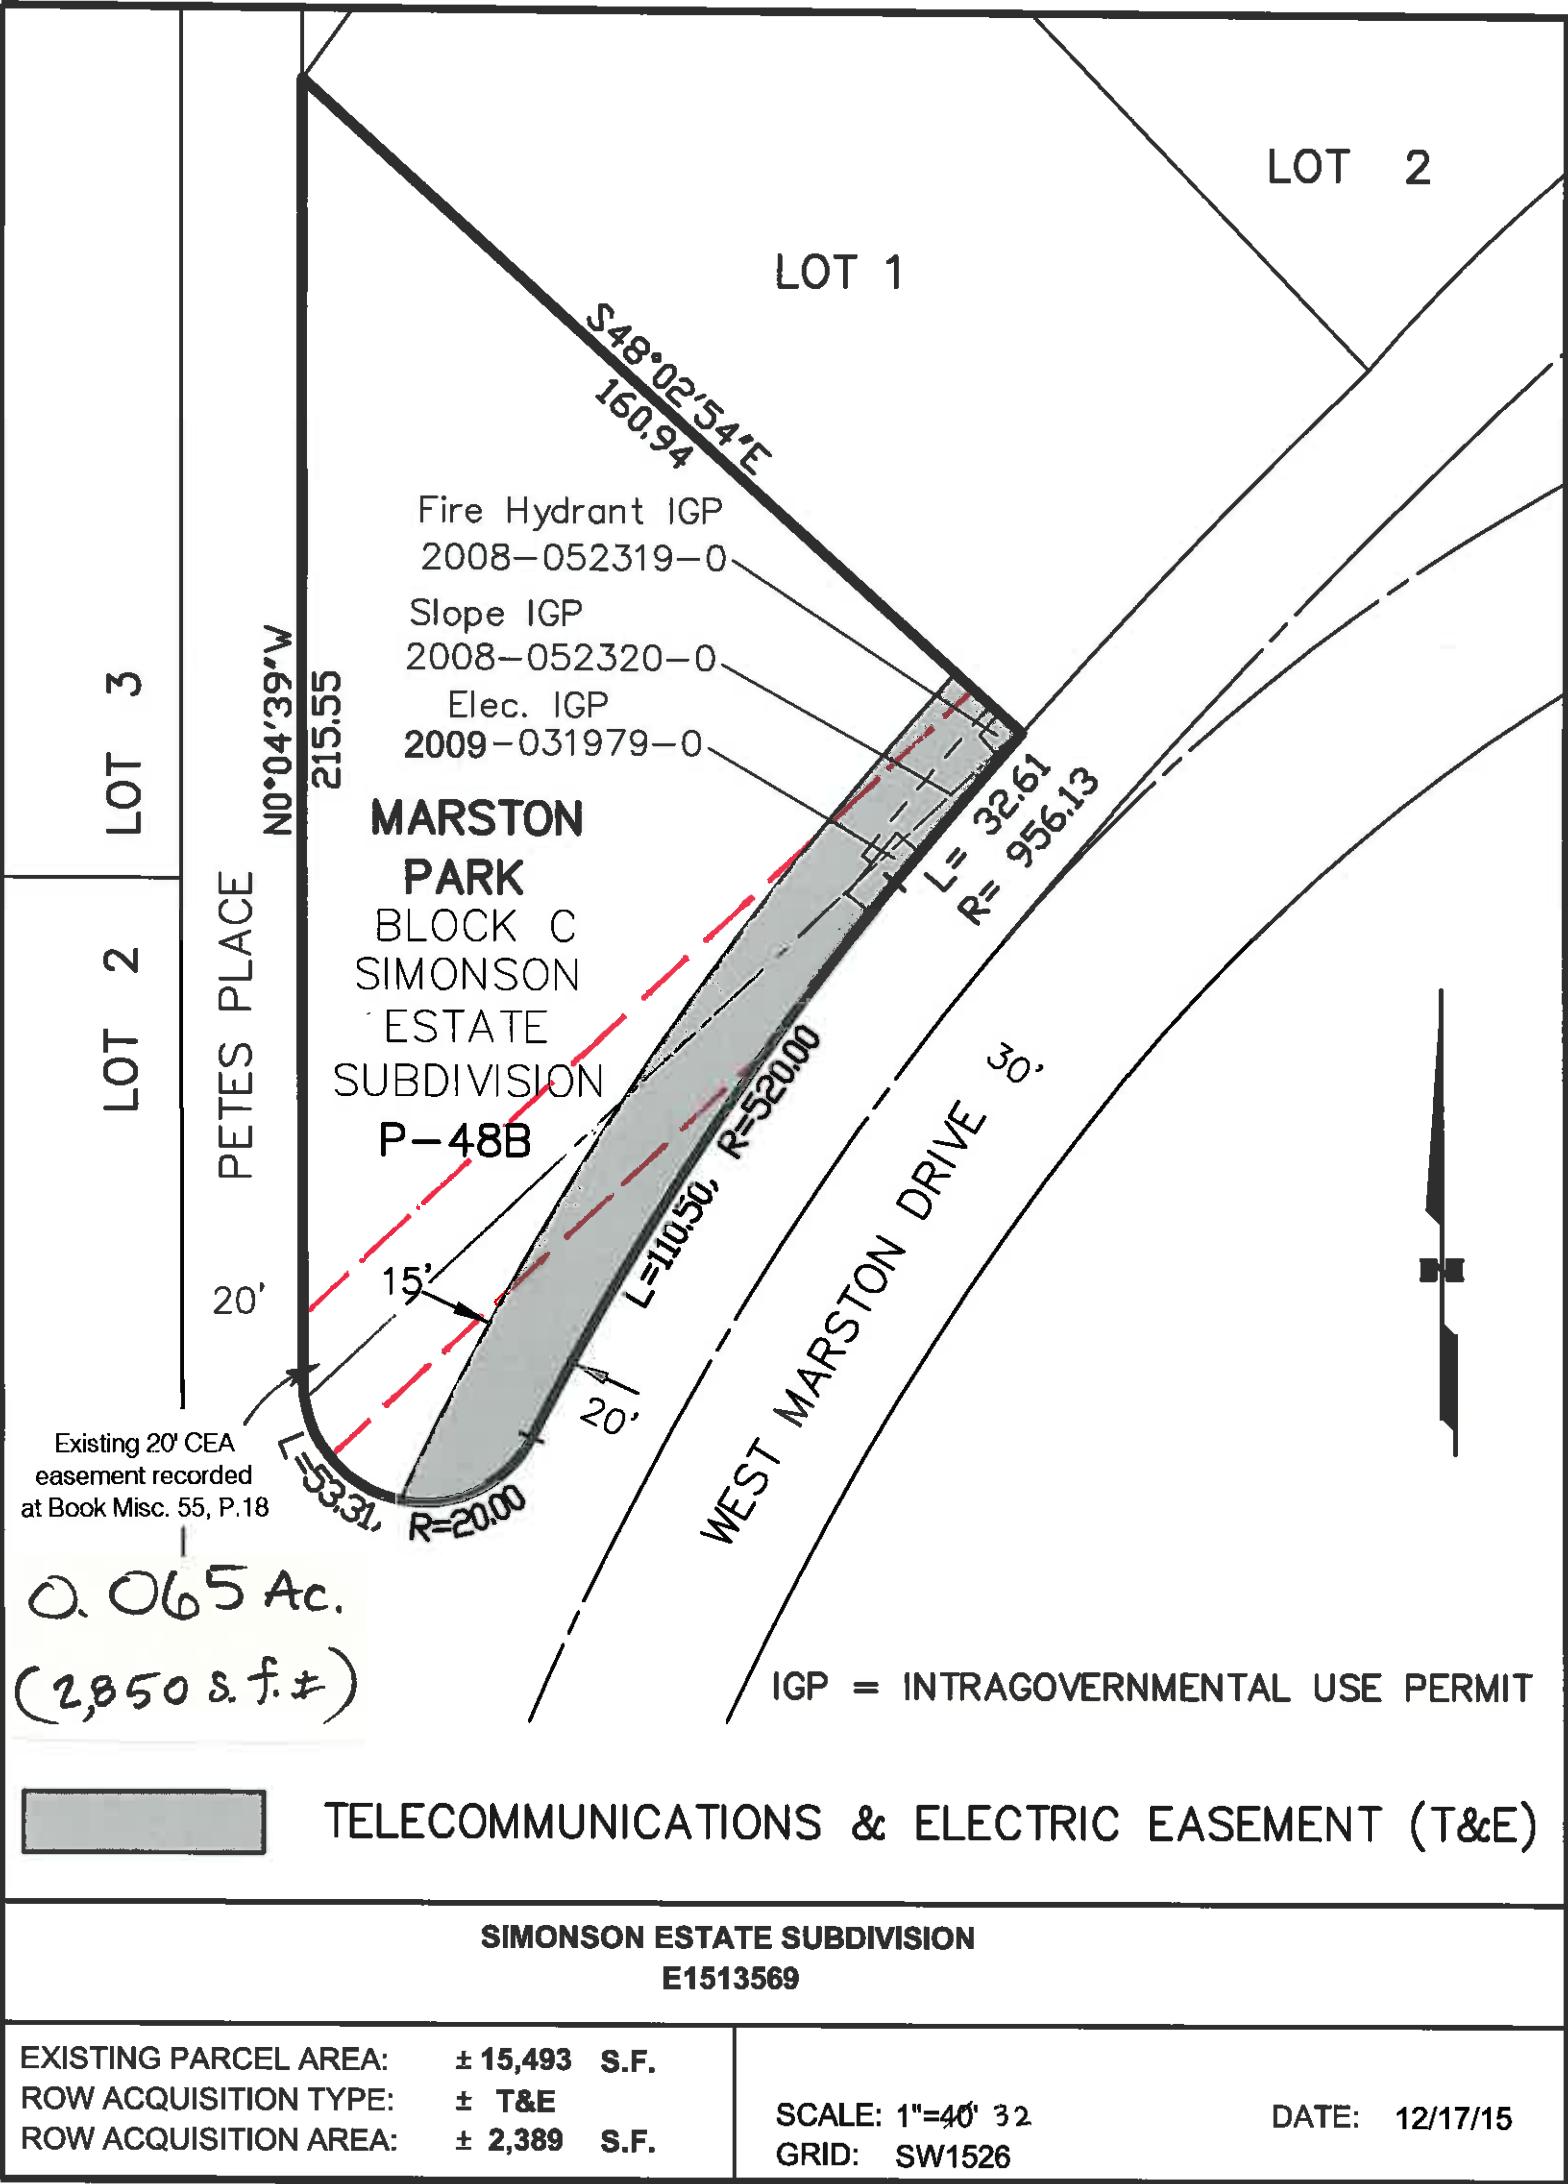 LOT 2
LOT 1
S48°02'54"E
160.94
Fire Hydrant IGP
2008-052319-0
Slope IGP
2008-052320-0
Elec. IGP
2009-031979-0
LOT 3
N0°04'39"W
215.55
L= 32.61
R= 956.13
MARSTON
PARK
BLOCK C
SIMONSON
ESTATE
SUBDIVISION
P-48B
LOT 2
PETES PLACE
20'
15'
L=110.50, R=520.00
20'
30'
WEST MARSTON DRIVE
Existing 20' CEA
easement recorded
at Book Misc. 55, P.18
L=53.31, R=20.00
0.065 Ac.
(2,850 s.f.±)
IGP = INTRAGOVERNMENTAL USE PERMIT
TELECOMMUNICATIONS & ELECTRIC EASEMENT (T&E)
SIMONSON ESTATE SUBDIVISION
E1513569
EXISTING PARCEL AREA: ± 15,493 S.F.
ROW ACQUISITION TYPE: ± T&E
ROW ACQUISITION AREA: ± 2,389 S.F.
SCALE: 1"=40' 32
GRID: SW1526
DATE: 12/17/15